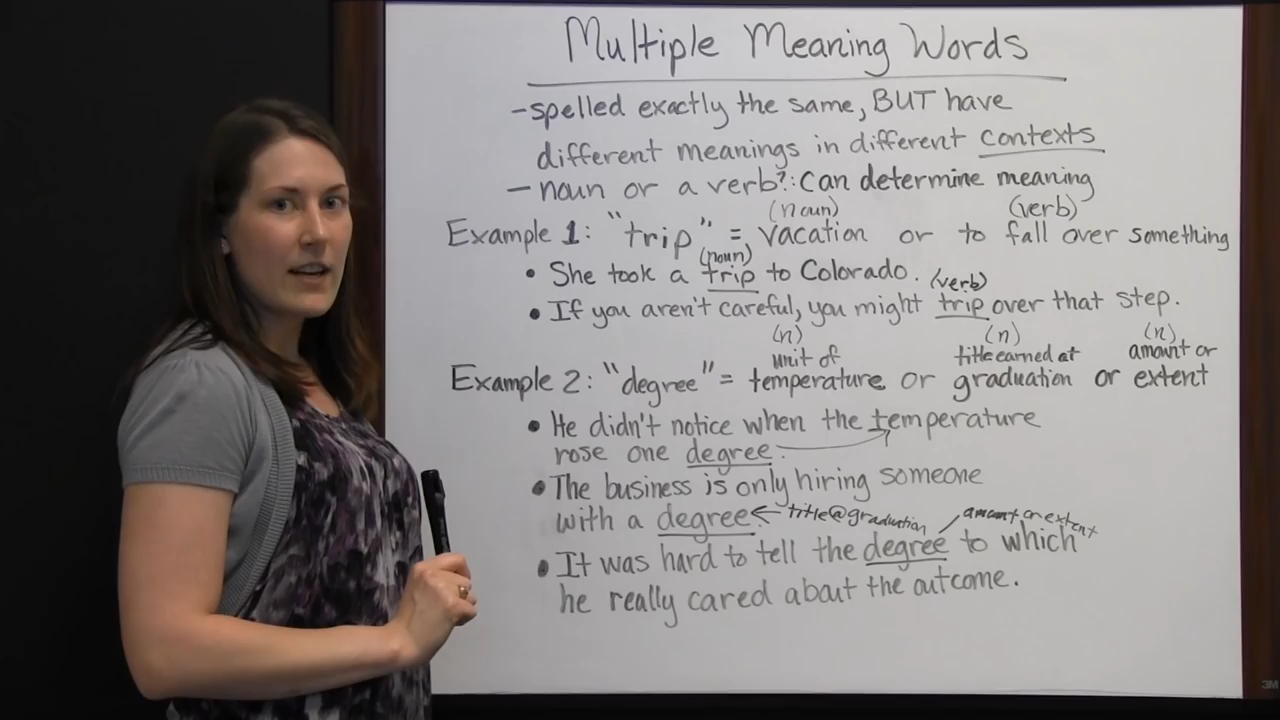 Multiple Meaning Words
-spelled exactly the same, BUT have
different meanings in different contexts
- noun or a verb?: Can determine meaning
(noun) (verb)
Example 1: "trip" = vacation or to fall over something
(noun)
• She took a trip to Colorado.
(verb)
• If you aren't careful, you might trip over that step.
(n) (n) (n)
unit of title earned at amount or
Example 2: "degree" = temperature or graduation or extent
• He didn't notice when the temperature
rose one degree.
• The business is only hiring someone
with a degree. ← title@graduation
amount or extent
• It was hard to tell the degree to which
he really cared about the outcome.
3M